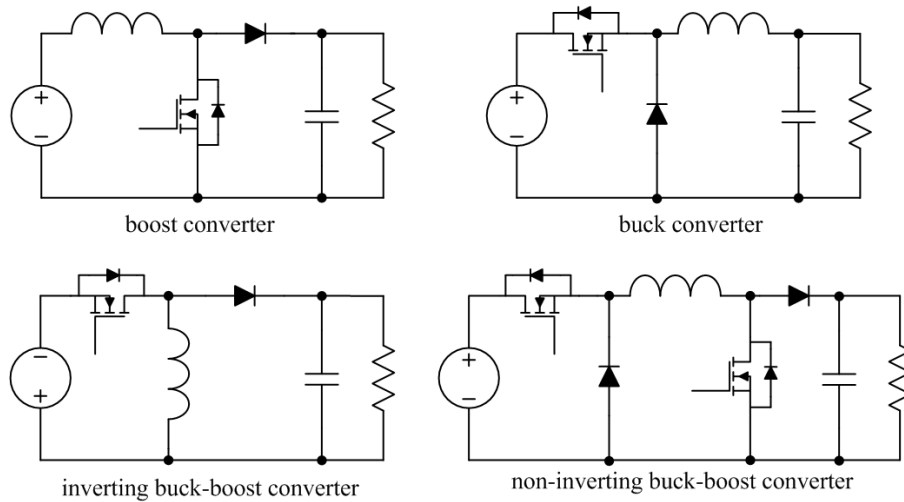 boost converter
buck converter
inverting buck-boost converter
non-inverting buck-boost converter